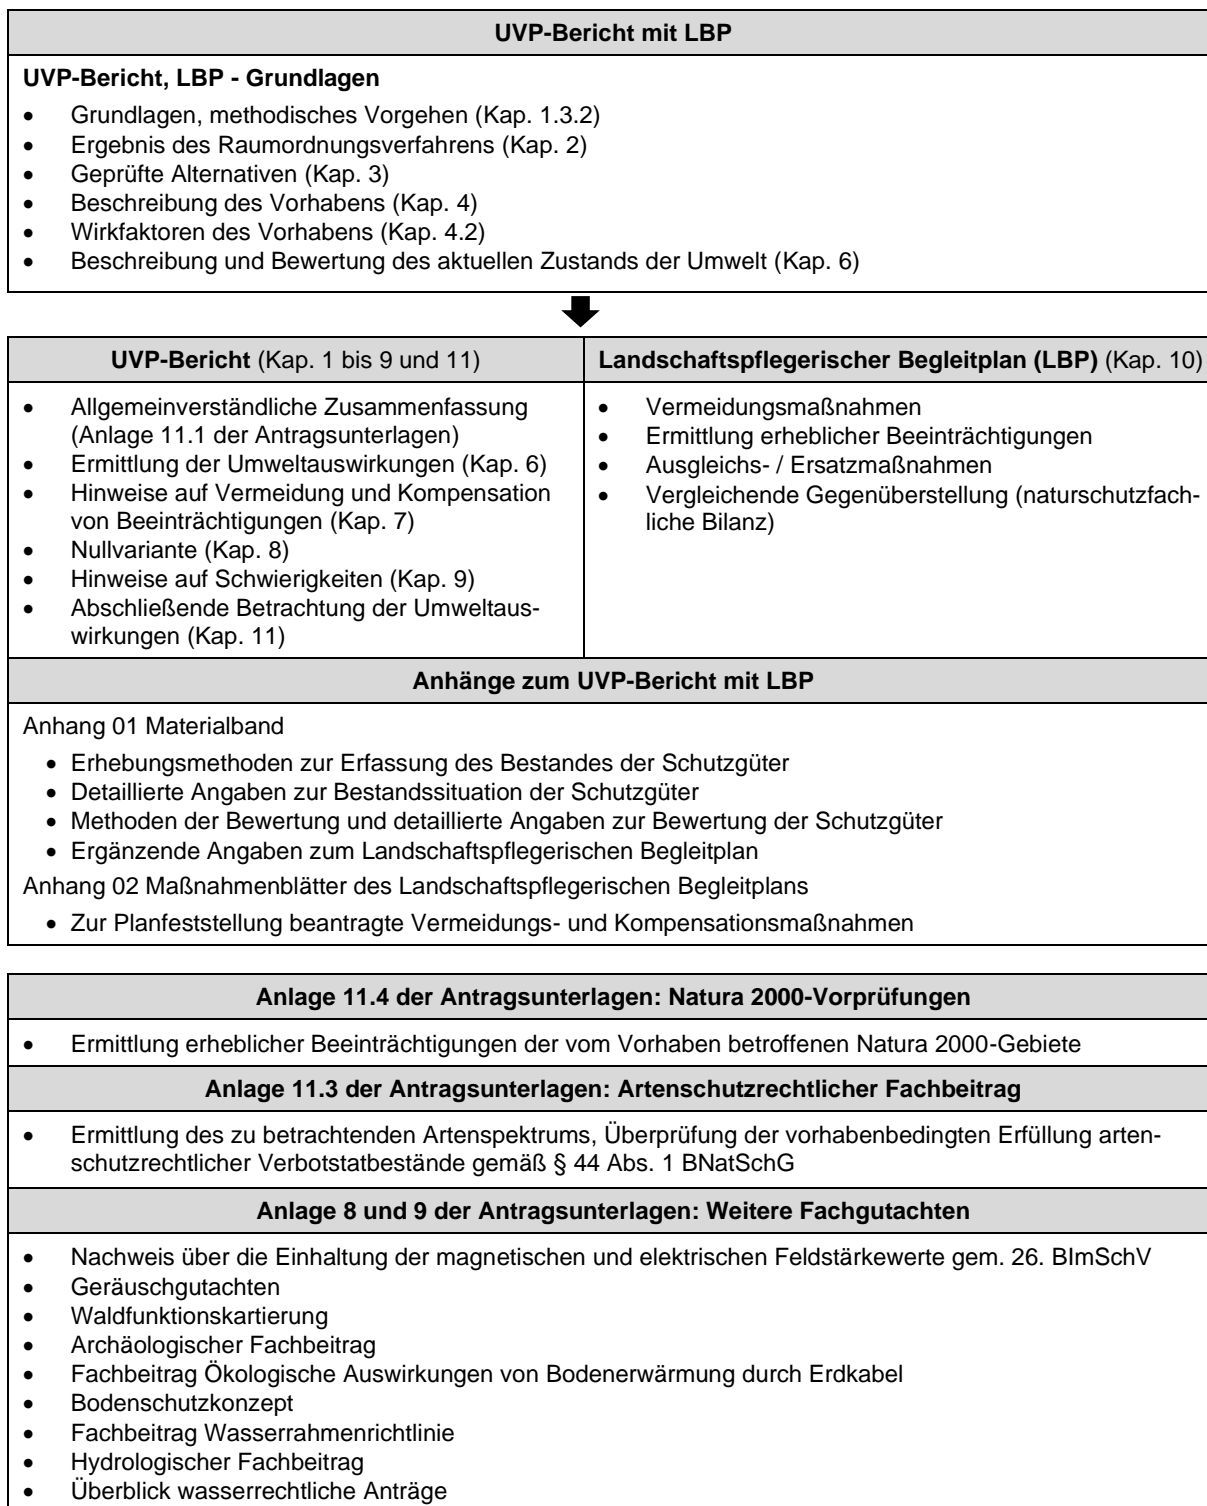 UVP-Bericht mit LBP
UVP-Bericht, LBP - Grundlagen
• Grundlagen, methodisches Vorgehen (Kap. 1.3.2)
• Ergebnis des Raumordnungsverfahrens (Kap. 2)
• Geprüfte Alternativen (Kap. 3)
• Beschreibung des Vorhabens (Kap. 4)
• Wirkfaktoren des Vorhabens (Kap. 4.2)
• Beschreibung und Bewertung des aktuellen Zustands der Umwelt (Kap. 6)
UVP-Bericht (Kap. 1 bis 9 und 11)
• Allgemeinverständliche Zusammenfassung
(Anlage 11.1 der Antragsunterlagen)
• Ermittlung der Umweltauswirkungen (Kap. 6)
• Hinweise auf Vermeidung und Kompensation
von Beeinträchtigungen (Kap. 7)
• Nullvariante (Kap. 8)
• Hinweise auf Schwierigkeiten (Kap. 9)
• Abschließende Betrachtung der Umweltaus-
wirkungen (Kap. 11)
Landschaftspflegerischer Begleitplan (LBP) (Kap. 10)
• Vermeidungsmaßnahmen
• Ermittlung erheblicher Beeinträchtigungen
• Ausgleichs- / Ersatzmaßnahmen
• Vergleichende Gegenüberstellung (naturschutzfach-
liche Bilanz)
Anhänge zum UVP-Bericht mit LBP
Anhang 01 Materialband
• Erhebungsmethoden zur Erfassung des Bestandes der Schutzgüter
• Detaillierte Angaben zur Bestandssituation der Schutzgüter
• Methoden der Bewertung und detaillierte Angaben zur Bewertung der Schutzgüter
• Ergänzende Angaben zum Landschaftspflegerischen Begleitplan
Anhang 02 Maßnahmenblätter des Landschaftspflegerischen Begleitplans
• Zur Planfeststellung beantragte Vermeidungs- und Kompensationsmaßnahmen
Anlage 11.4 der Antragsunterlagen: Natura 2000-Vorprüfungen
• Ermittlung erheblicher Beeinträchtigungen der vom Vorhaben betroffenen Natura 2000-Gebiete
Anlage 11.3 der Antragsunterlagen: Artenschutzrechtlicher Fachbeitrag
• Ermittlung des zu betrachtenden Artenspektrums, Überprüfung der vorhabenbedingten Erfüllung arten-
schutzrechtlicher Verbotstatbestände gemäß § 44 Abs. 1 BNatSchG
Anlage 8 und 9 der Antragsunterlagen: Weitere Fachgutachten
• Nachweis über die Einhaltung der magnetischen und elektrischen Feldstärkewerte gem. 26. BImSchV
• Geräuschgutachten
• Waldfunktionskartierung
• Archäologischer Fachbeitrag
• Fachbeitrag Ökologische Auswirkungen von Bodenerwärmung durch Erdkabel
• Bodenschutzkonzept
• Fachbeitrag Wasserrahmenrichtlinie
• Hydrologischer Fachbeitrag
• Überblick wasserrechtliche Anträge